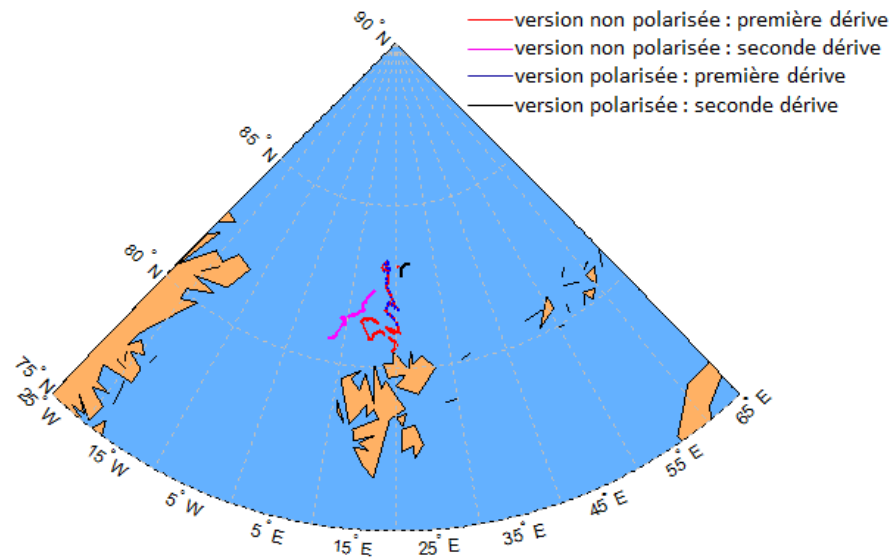 version non polarisée : première dérive
version non polarisée : seconde dérive
version polarisée : première dérive
version polarisée : seconde dérive
90° N
85° N
80° N
75° N
25° W
15° W
5° W
5° E
15° E
25° E
35° E
45° E
55° E
65° E